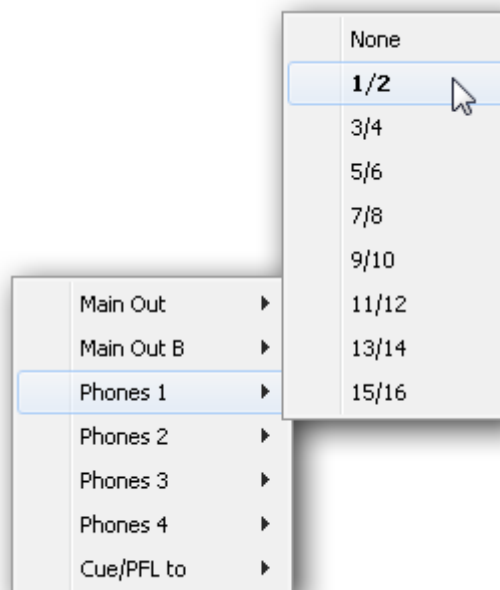 None
1/2
3/4
5/6
7/8
9/10
11/12
13/14
15/16
Main Out
Main Out B
Phones 1
Phones 2
Phones 3
Phones 4
Cue/PFL to